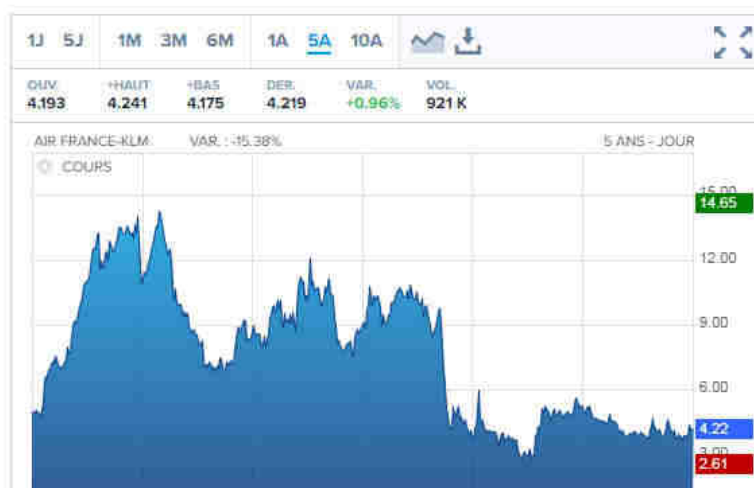 1J 5J 1M 3M 6M 1A 5A 10A
OUV. +HAUT +BAS DER. VAR. VOL.
4.193 4.241 4.175 4.219 +0.96% 921 K
AIR FRANCE-KLM VAR. : -15.38% 5 ANS - JOUR
COURS
15.00
14.65
12.00
9.00
6.00
4.22
3.00
2.61